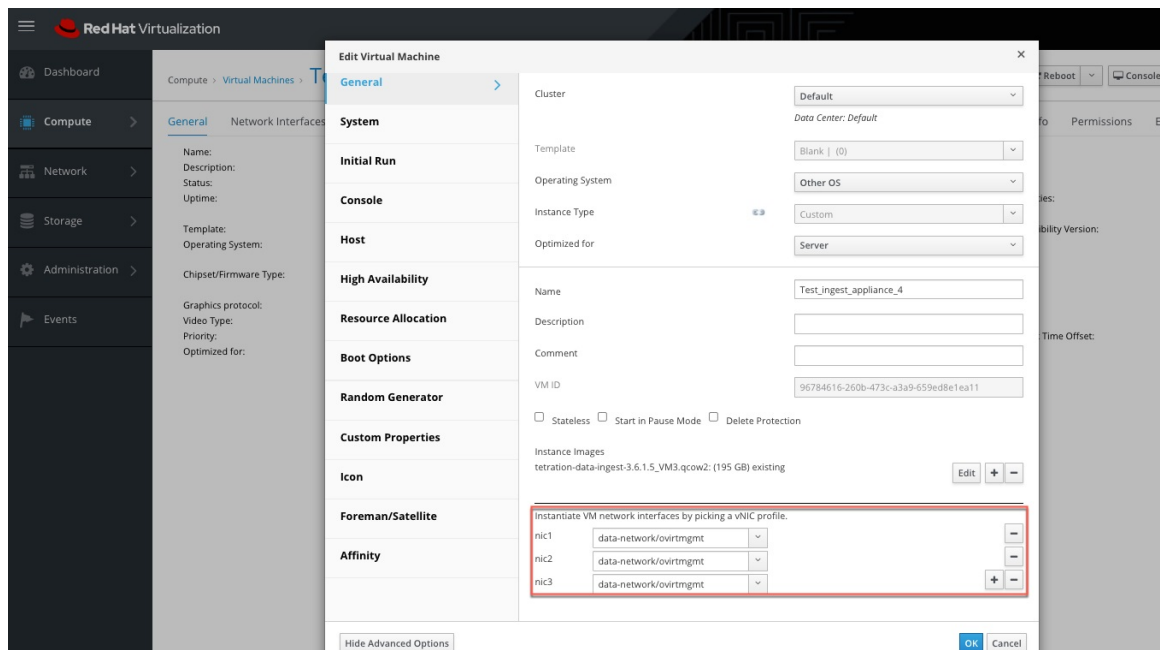 Red Hat Virtualization
Dashboard
Compute
Network
Storage
Administration
Events
Compute > Virtual Machines >
General Network Interfaces
Name:
Description:
Status:
Uptime:
Template:
Operating System:
Chipset/Firmware Type:
Graphics protocol:
Video Type:
Priority:
Optimized for:
Edit Virtual Machine
General
System
Initial Run
Console
Host
High Availability
Resource Allocation
Boot Options
Random Generator
Custom Properties
Icon
Foreman/Satellite
Affinity
Cluster Default
Data Center: Default
Template Blank | (0)
Operating System Other OS
Instance Type Custom
Optimized for Server
Name Test_ingest_appliance_4
Description
Comment
VM ID 96784616-260b-473c-a3a9-659ed8e1ea11
Stateless Start in Pause Mode Delete Protection
Instance Images
tetration-data-ingest-3.6.1.5_VM3.qcow2: (195 GB) existing
Edit + −
Instantiate VM network interfaces by picking a vNIC profile.
nic1 data-network/ovirtmgmt −
nic2 data-network/ovirtmgmt −
nic3 data-network/ovirtmgmt + −
Hide Advanced Options OK Cancel
Reboot Console
Permissions
Time Offset: